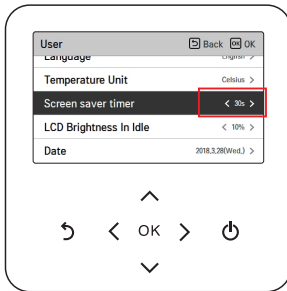 User Back OK OK
Language English >
Temperature Unit Celsius >
Screen saver timer < 30s >
LCD Brightness In Idle < 10% >
Date 2018,3,28(Wed,) >
OK